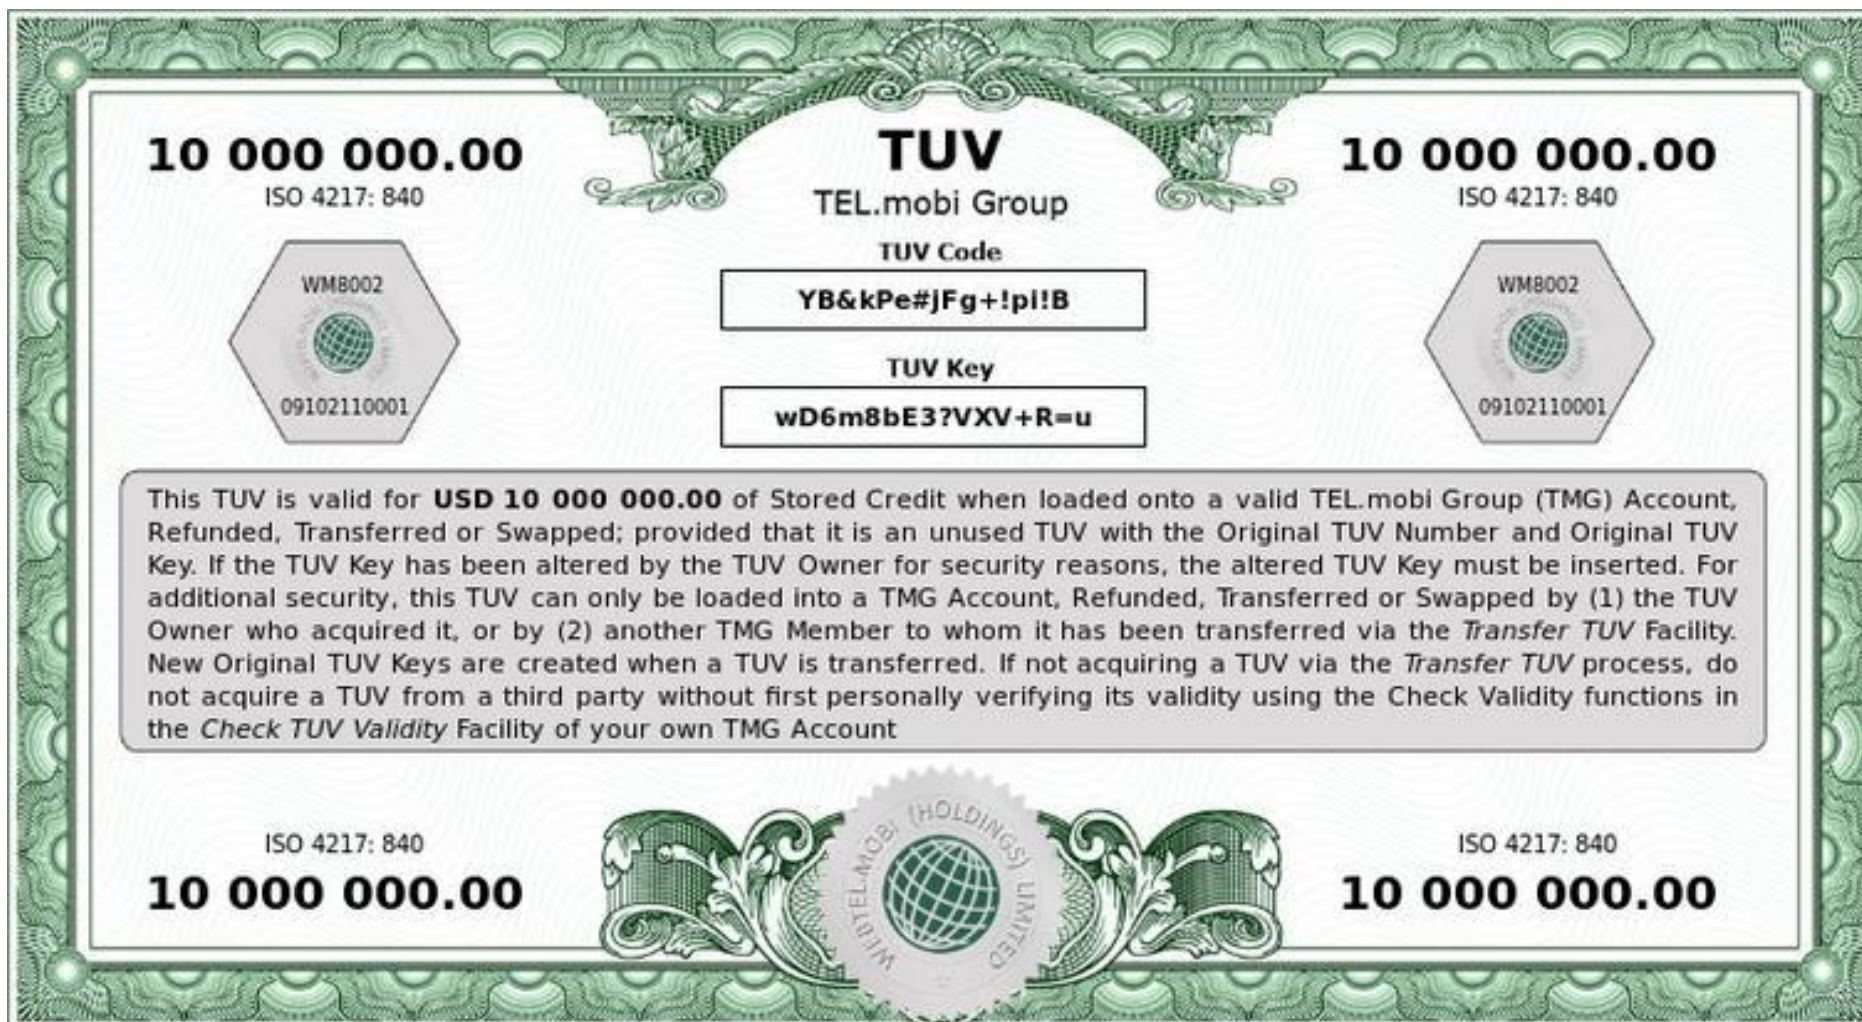 10 000 000.00
ISO 4217: 840
TUV
TEL.mobi Group
10 000 000.00
ISO 4217: 840
TUV Code
YB&kPe#jFg+!pi!B
TUV Key
wD6m8bE3?VXV+R=u
WM8002
09102110001
WM8002
09102110001
This TUV is valid for USD 10 000 000.00 of Stored Credit when loaded onto a valid TEL.mobi Group (TMG) Account,
Refunded, Transferred or Swapped; provided that it is an unused TUV with the Original TUV Number and Original TUV
Key. If the TUV Key has been altered by the TUV Owner for security reasons, the altered TUV Key must be inserted. For
additional security, this TUV can only be loaded into a TMG Account, Refunded, Transferred or Swapped by (1) the TUV
Owner who acquired it, or by (2) another TMG Member to whom it has been transferred via the Transfer TUV Facility.
New Original TUV Keys are created when a TUV is transferred. If not acquiring a TUV via the Transfer TUV process, do
not acquire a TUV from a third party without first personally verifying its validity using the Check Validity functions in
the Check TUV Validity Facility of your own TMG Account
ISO 4217: 840
10 000 000.00
WEBTEL.MOBI (HOLDINGS) LIMITED
ISO 4217: 840
10 000 000.00